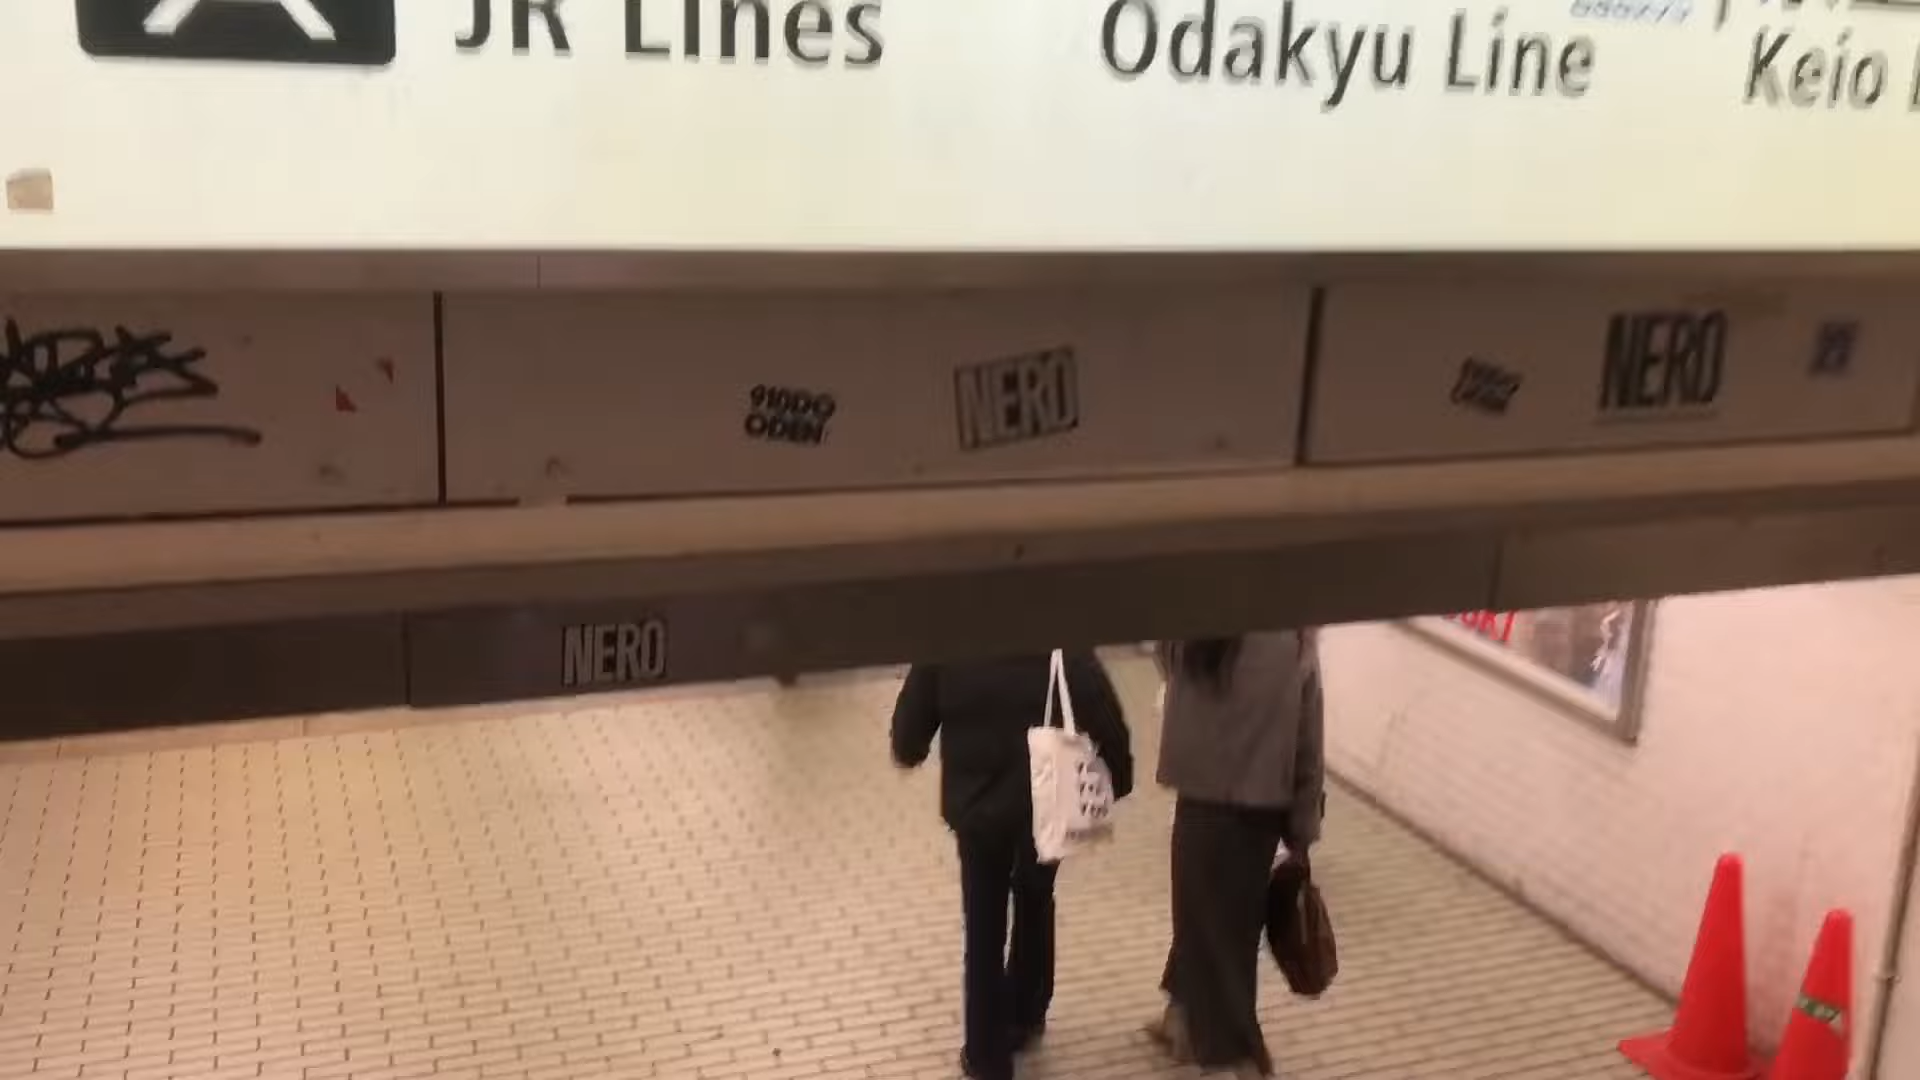 JR Lines
Odakyu Line
Keio
910DO
ODEN
NERO
NERO
NERO